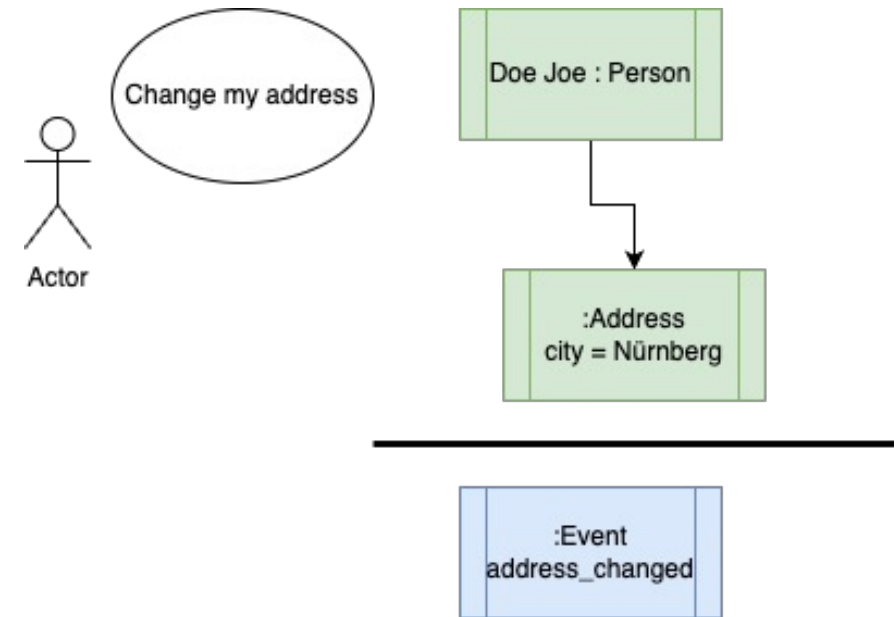 Change my address
Actor
Doe Joe : Person
:Address
city = Nürnberg
:Event
address_changed